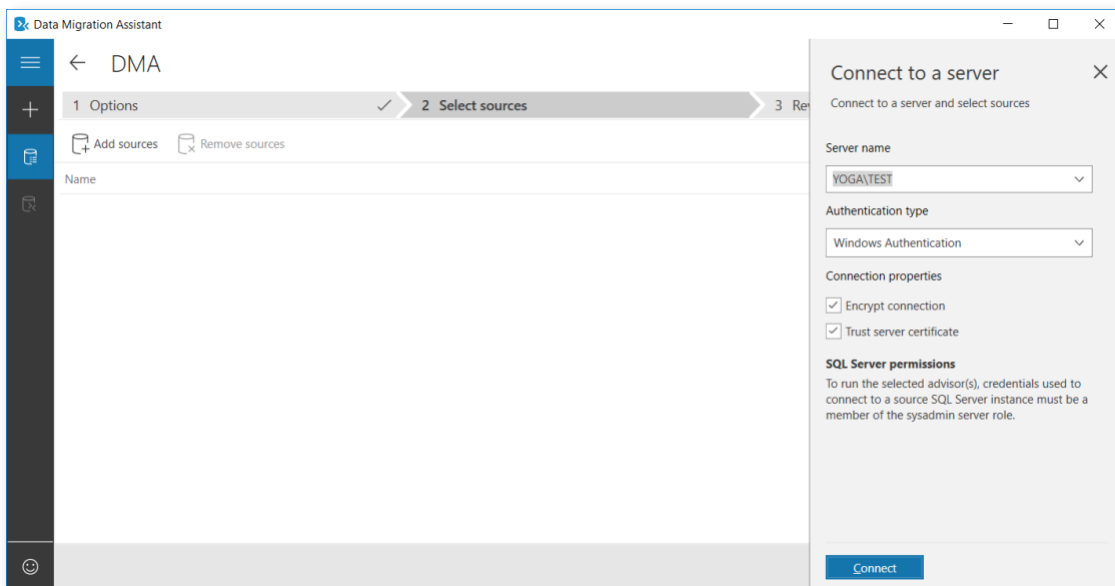 Data Migration Assistant
DMA
1 Options
2 Select sources
3 Re
Add sources
Remove sources
Name
Connect to a server
Connect to a server and select sources
Server name
YOGA\TEST
Authentication type
Windows Authentication
Connection properties
Encrypt connection
Trust server certificate
SQL Server permissions
To run the selected advisor(s), credentials used to
connect to a source SQL Server instance must be a
member of the sysadmin server role.
Connect